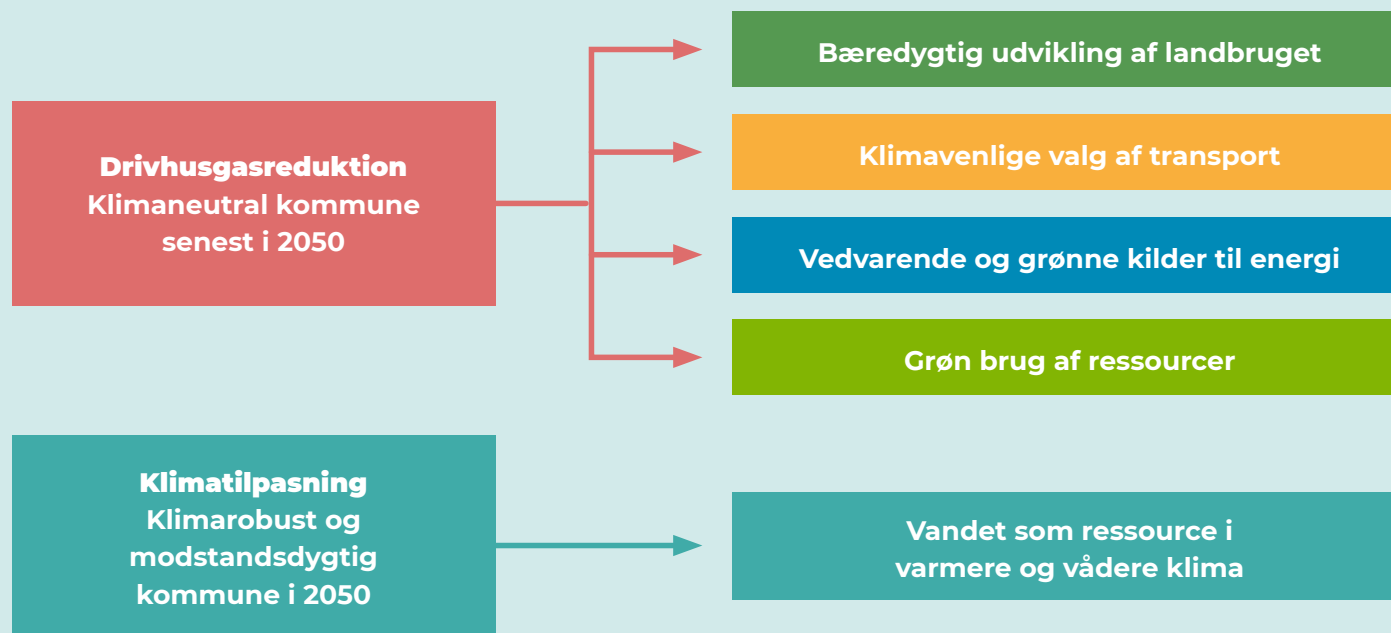 Drivhusgasreduktion
Klimaneutral kommune
senest i 2050
Bæredygtig udvikling af landbruget
Klimavenlige valg af transport
Vedvarende og grønne kilder til energi
Grøn brug af ressourcer
Klimatilpasning
Klimarobust og
modstandsdygtig
kommune i 2050
Vandet som ressource i
varmere og vådere klima